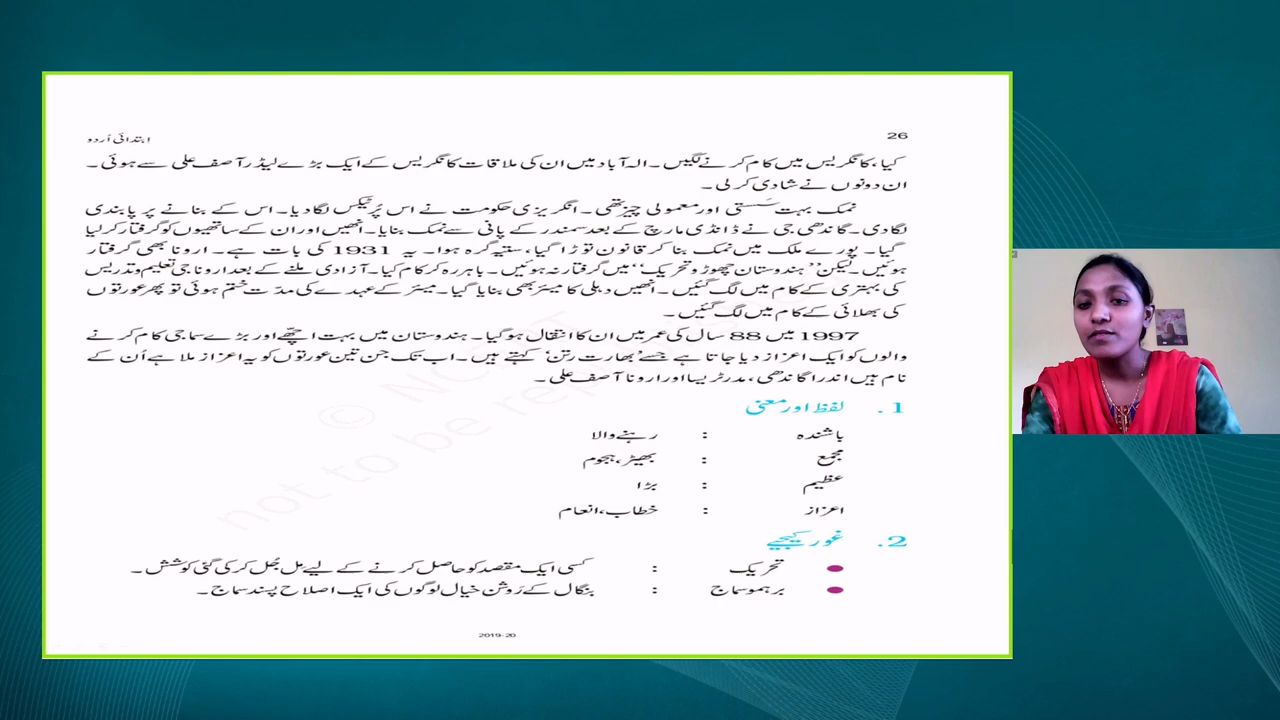 ابتدائی اُردو
26
کیا، کانگریس میں کام کرنے لگیں۔ الہ آباد میں ان کی ملاقات کانگریس کے ایک بڑے لیڈر آصف علی سے ہوئی۔
ان دونوں نے شادی کر لی۔
نمک بہت سَستی اور معمولی چیز تھی۔ انگریزی حکومت نے اس پُر ٹیکس لگا دیا۔ اس کے بنانے پر پابندی
لگا دی۔ گاندھی جی نے ڈانڈی مارچ کے بعد سمندر کے پانی سے نمک بنایا۔ انھیں اور ان کے ساتھیوں کو گرفتار کر لیا
گیا۔ پورے ملک میں نمک بنا کر قانون توڑا گیا، ستیہ گرہ ہوا۔ یہ 1931 کی بات ہے۔ ارونا بھی گرفتار
ہوئیں۔ لیکن ”ہندوستان چھوڑو تحریک“ میں گرفتار نہ ہوئیں۔ باہر رہ کر کام کیا۔ آزادی ملنے کے بعد ارونا جی تعلیم و تدریس
کی بہتری کے کام میں لگ گئیں۔ انھیں دہلی کا میئر بھی بنایا گیا۔ میئر کے عہدے کی مدّت ختم ہوئی تو پھر عورتوں
کی بھلائی کے کام میں لگ گئیں۔
1997 میں 88 سال کی عمر میں ان کا انتقال ہو گیا۔ ہندوستان میں بہت اچھّے اور بڑے سماجی کام کرنے
والوں کو ایک اعزاز دیا جاتا ہے جسے ’بھارت رتن‘ کہتے ہیں۔ اب تک جن تین عورتوں کو یہ اعزاز ملا ہے اُن کے
نام ہیں اندرا گاندھی، مدر ٹریسا اور ارونا آصف علی۔
1. لفظ اور معنی
باشندہ : رہنے والا
مجمع : بھیڑ، ہجوم
عظیم : بڑا
اعزاز : خطاب، انعام
2. غور کیجیے
● تحریک : کسی ایک مقصد کو حاصل کرنے کے لیے مل جُل کر کی گئی کوشش۔
● برہمو سماج : بنگال کے رَوشن خیال لوگوں کی ایک اصلاح پسند سماج۔
2019-20
not to be rep